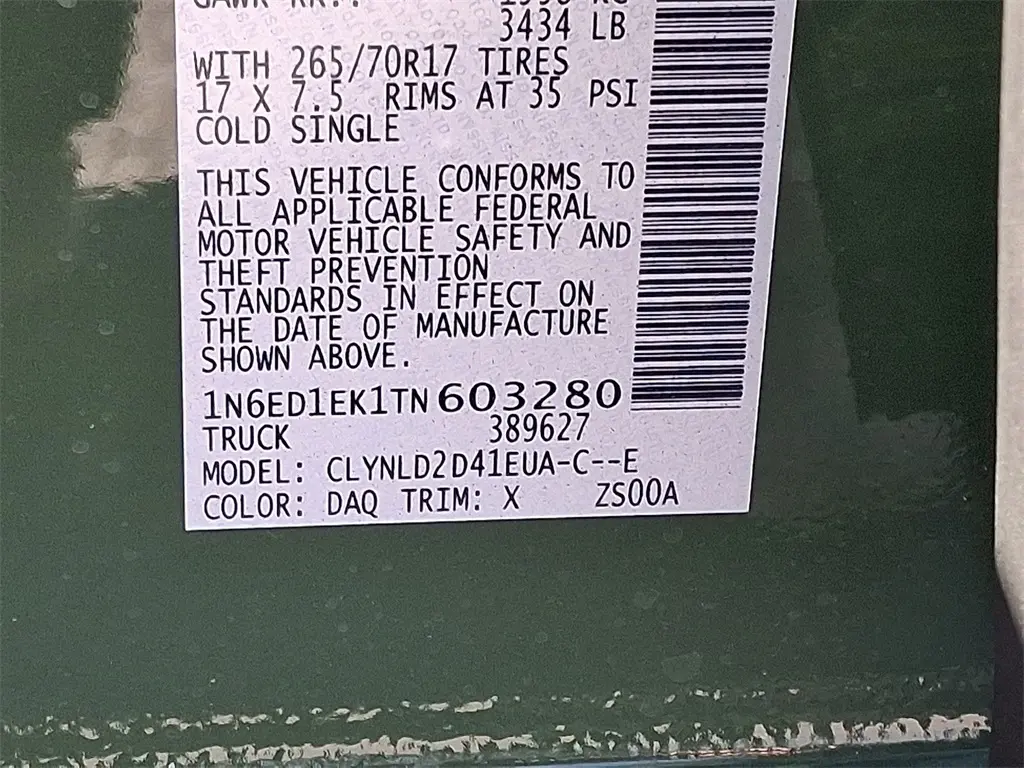 3434 LB
WITH 265/70R17 TIRES
17 X 7.5 RIMS AT 35 PSI
COLD SINGLE
THIS VEHICLE CONFORMS TO
ALL APPLICABLE FEDERAL
MOTOR VEHICLE SAFETY AND
THEFT PREVENTION
STANDARDS IN EFFECT ON
THE DATE OF MANUFACTURE
SHOWN ABOVE.
1N6ED1EK1TN603280
TRUCK 389627
MODEL: CLYNLD2D41EUA-C--E
COLOR: DAQ TRIM: X ZS00A